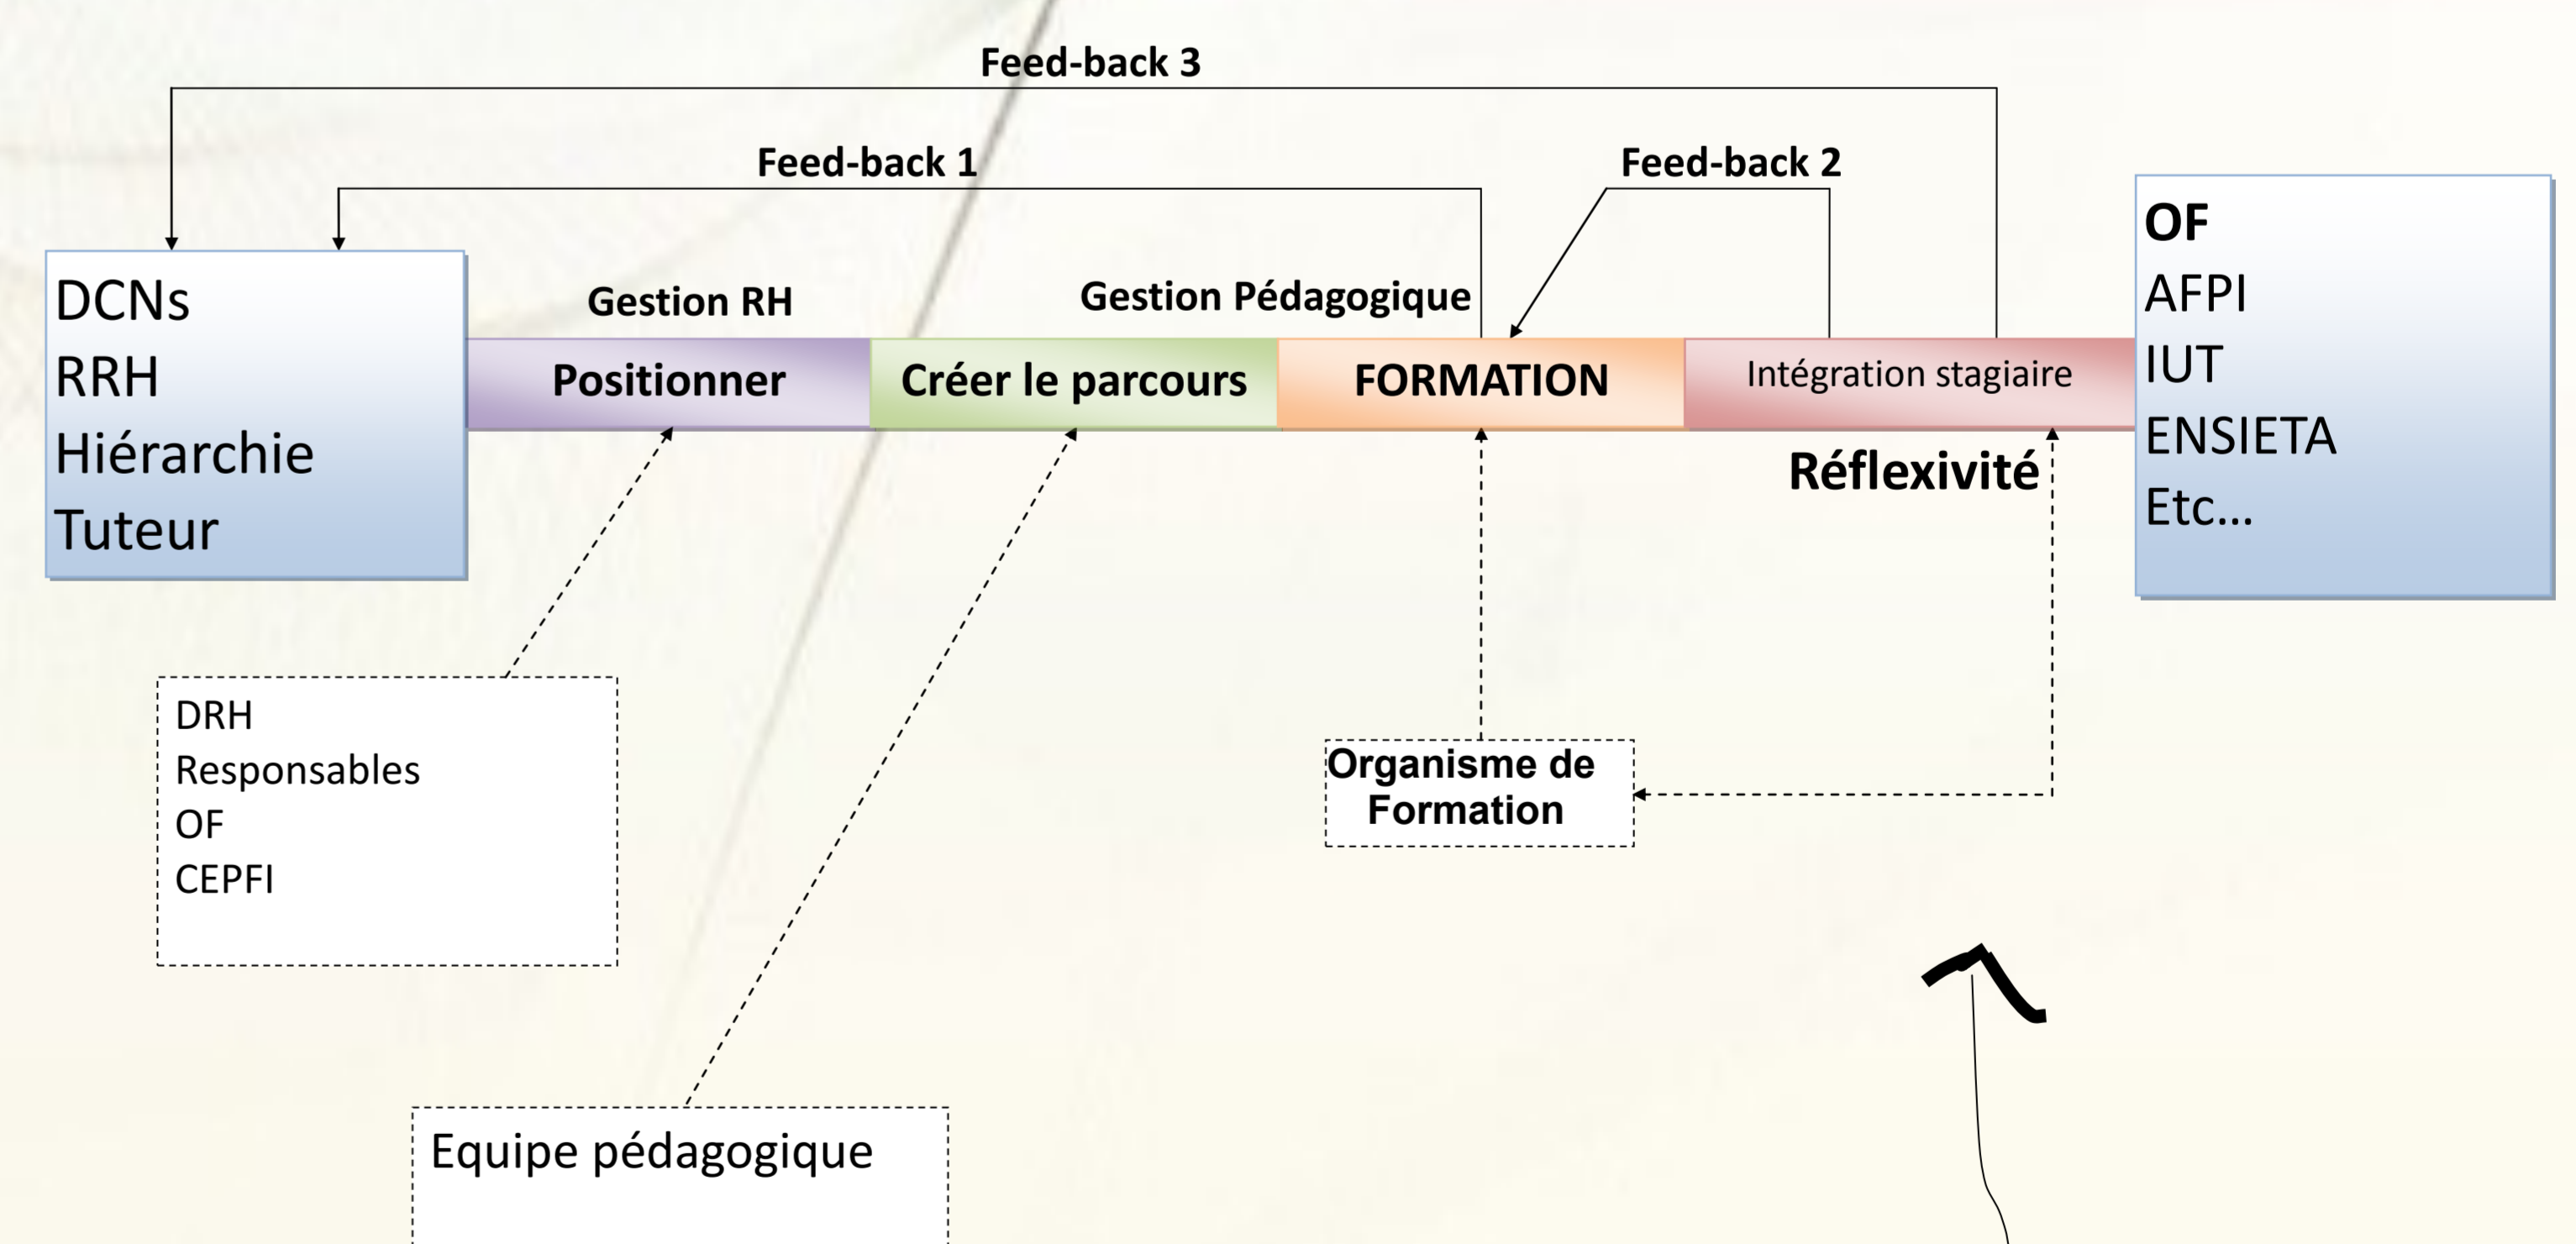 Feed-back 3
Feed-back 1
Feed-back 2
DCNs
RRH
Hiérarchie
Tuteur
Gestion RH
Gestion Pédagogique
Positionner
Créer le parcours
FORMATION
Intégration stagiaire
Réflexivité
OF
AFPI
IUT
ENSIETA
Etc...
DRH
Responsables
OF
CEPFI
Organisme de
Formation
Equipe pédagogique